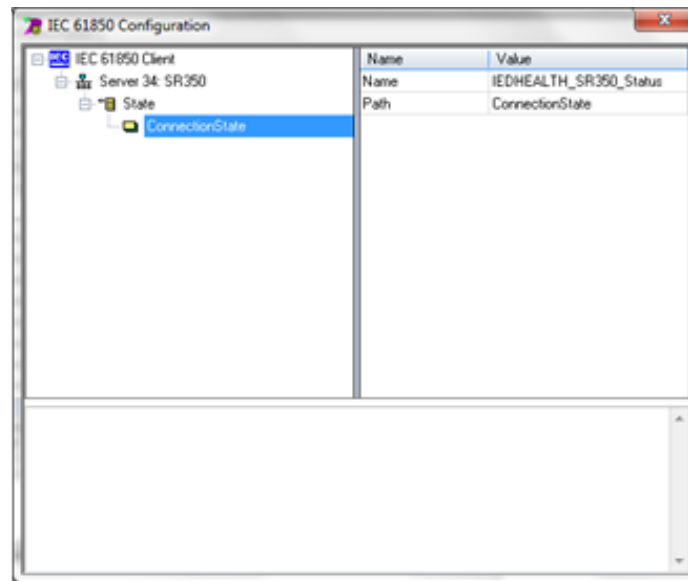 IEC 61850 Configuration
IEC 61850 Client
Server 34: SR350
State
ConnectionState
Name Value
Name IEDHEALTH_SR350_Status
Path ConnectionState